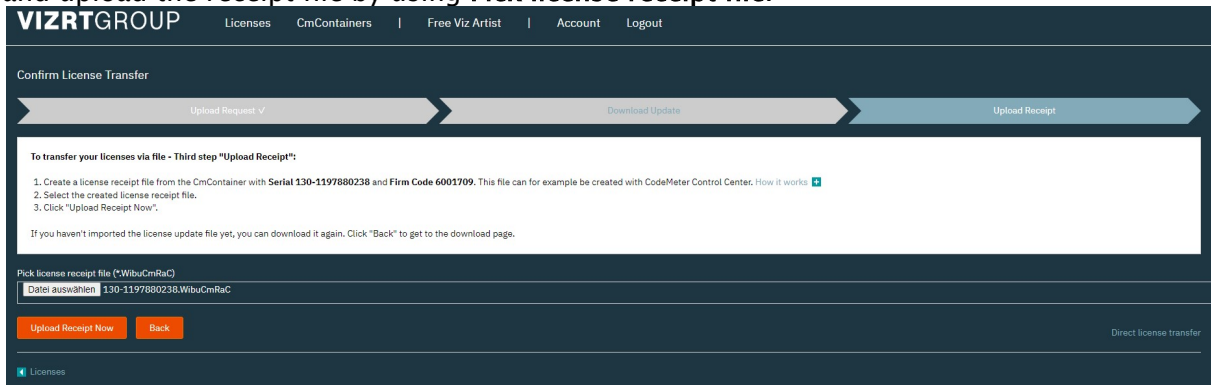 and upload the receipt file by using Pick license receipt file.
VIZRTGROUP Licenses CmContainers | Free Viz Artist | Account Logout
Confirm License Transfer
Upload Request √ Download Update Upload Receipt
To transfer your licenses via file - Third step "Upload Receipt":
1. Create a license receipt file from the CmContainer with Serial 130-1197880238 and Firm Code 6001709. This file can for example be created with CodeMeter Control Center. How it works +
2. Select the created license receipt file.
3. Click "Upload Receipt Now".
If you haven't imported the license update file yet, you can download it again. Click "Back" to get to the download page.
Pick license receipt file (*.WibuCmRaC)
Datei auswählen 130-1197880238.WibuCmRaC
Upload Receipt Now Back
Direct license transfer
Licenses